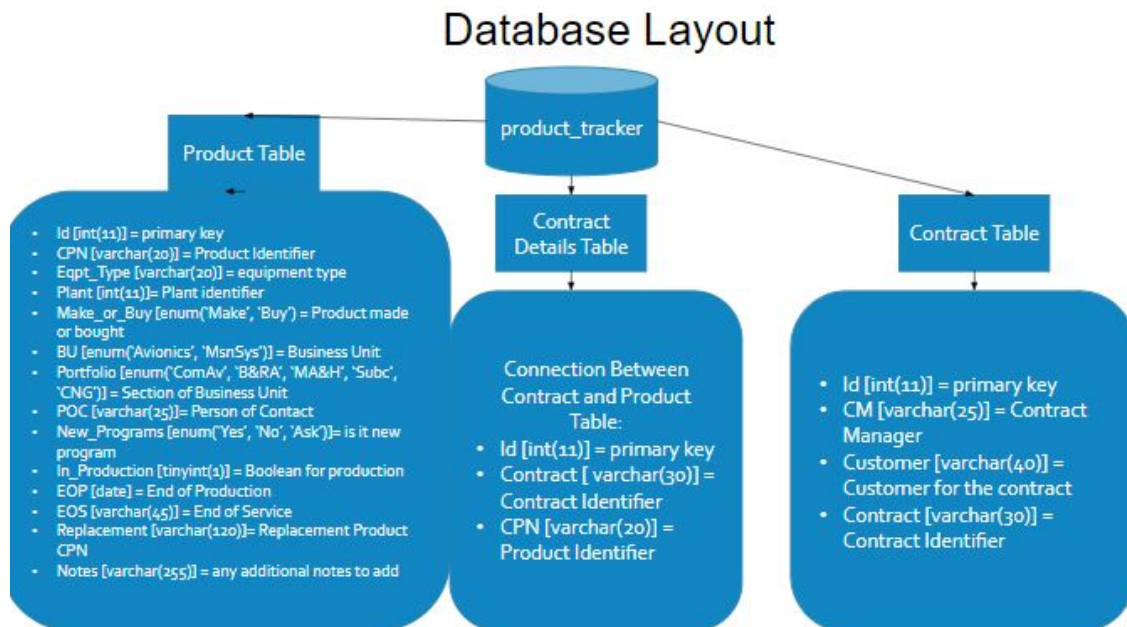 Database Layout
product_tracker
Product Table
• Id [int(11)] = primary key
• CPN [varchar(20)] = Product Identifier
• Eqpt_Type [varchar(20)] = equipment type
• Plant [int(11)]= Plant identifier
• Make_or_Buy [enum(‘Make’, ‘Buy’) = Product made
or bought
• BU [enum(‘Avionics’, ‘MsnSys’)] = Business Unit
• Portfolio [enum(‘ComAv’, ‘B&RA’, ‘MA&H’, ‘Subc’,
‘CNG’)] = Section of Business
Unit
• POC [varchar(25)]= Person of Contact
• New_Programs [enum(‘Yes’, ‘No’, ‘Ask’)]= is it new
program
• In_Production [tinyint(1)] = Boolean for production
• EOP [date] = End of Production
• EOS [varchar(45)] = End of Service
• Replacement [varchar(120)]= Replacement Product
CPN
• Notes [varchar(255)] = any additional notes to add
Contract
Details Table
Connection Between
Contract and Product
Table:
• Id [int(11)] = primary key
• Contract [ varchar(30)] =
Contract Identifier
• CPN [varchar(20)] =
Product Identifier
Contract Table
• Id [int(11)] = primary key
• CM [varchar(25)] = Contract
Manager
• Customer [varchar(40)] =
Customer for the contract
• Contract [varchar(30)] =
Contract Identifier